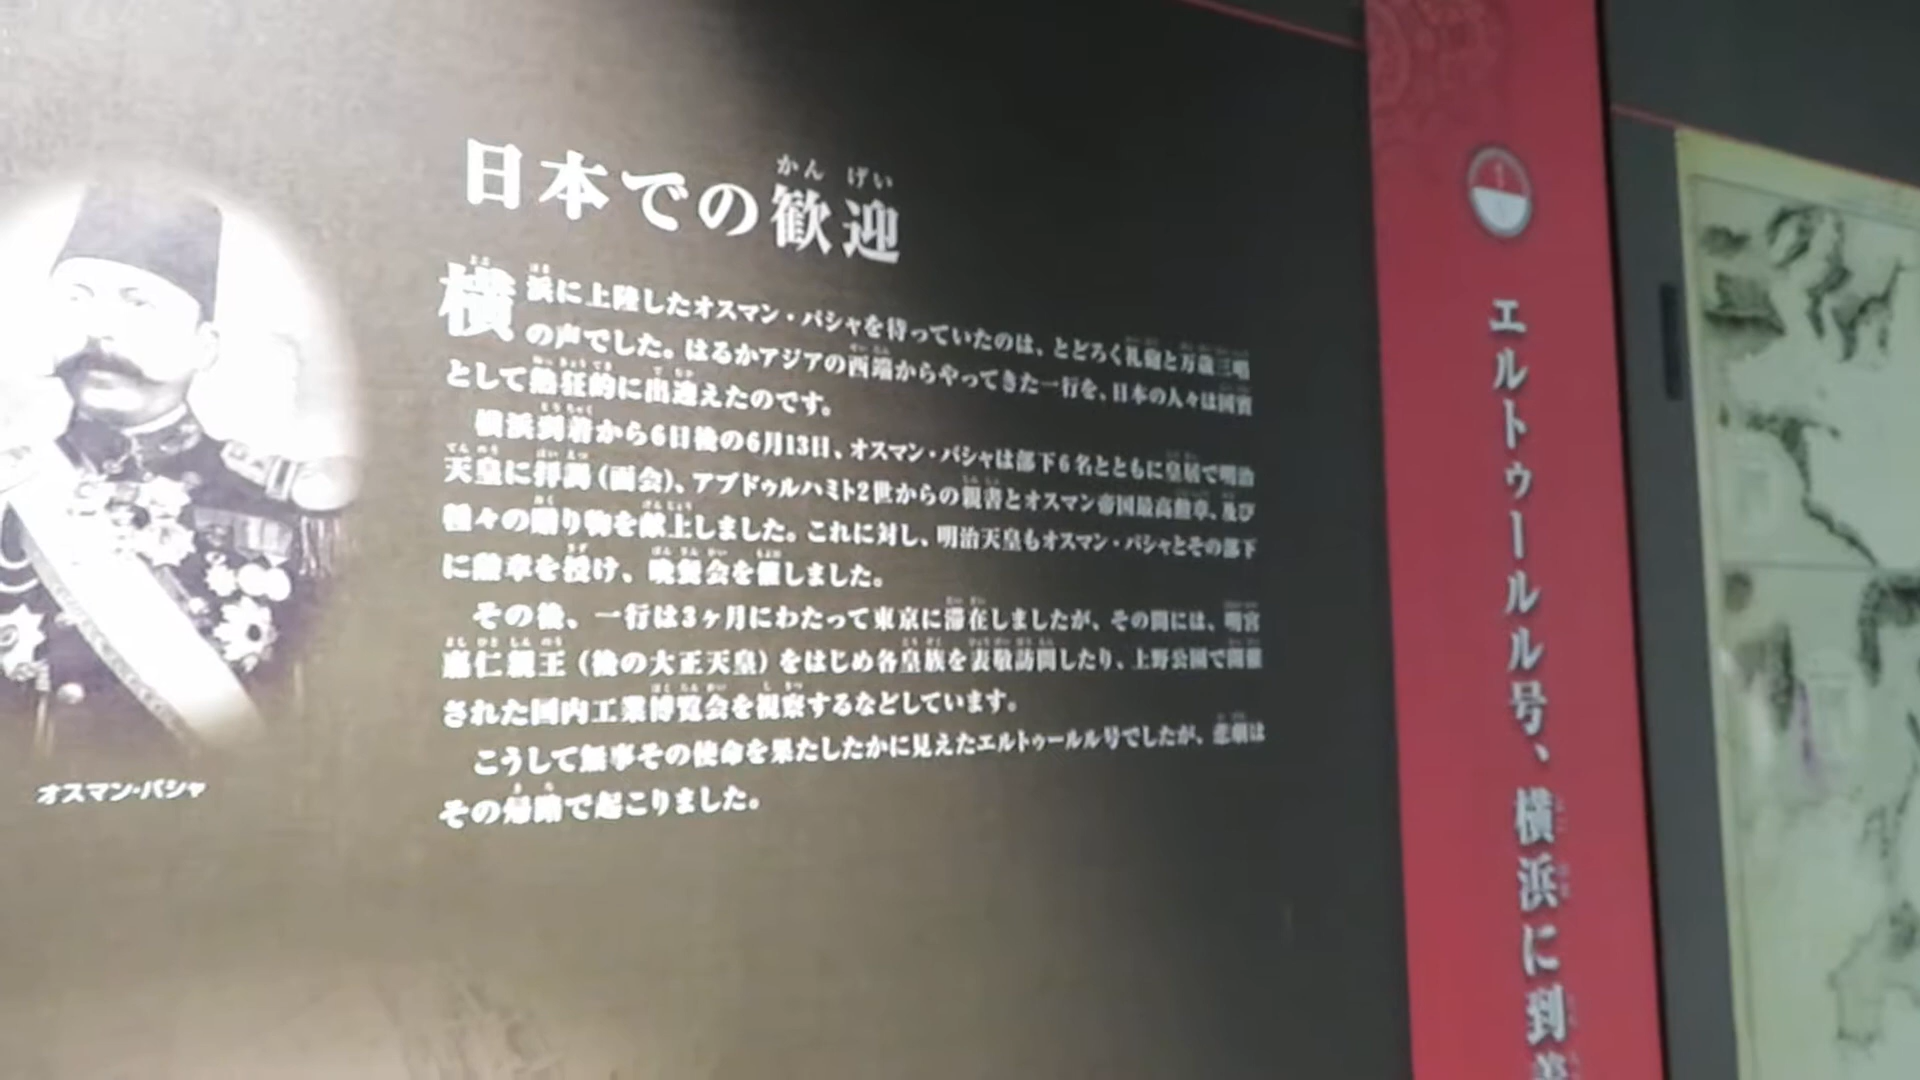 日本での歓迎
かん げい
横浜に上陸したオスマン・パシャを待っていたのは、とどろく礼砲と万歳三唱
の声でした。はるかアジアの西端からやってきた一行を、日本の人々は国賓
として熱狂的に出迎えたのです。
横浜到着から6日後の6月13日、オスマン・パシャは部下6名とともに皇居で明治
天皇に拝謁(面会)、アブドゥルハミト2世からの親書とオスマン帝国最高勲章、及び
種々の贈り物を献上しました。これに対し、明治天皇もオスマン・パシャとその部下
に勲章を授け、晩餐会を催しました。
その後、一行は3ヶ月にわたって東京に滞在しましたが、その間には、明宮
嘉仁親王(後の大正天皇)をはじめ各皇族を表敬訪問したり、上野公園で開催
された国内工業博覧会を視察するなどしています。
こうして無事その使命を果たしたかに見えたエルトゥールル号でしたが、悲劇は
その帰路で起こりました。
オスマン・パシャ
エルトゥールル号、横浜に到着